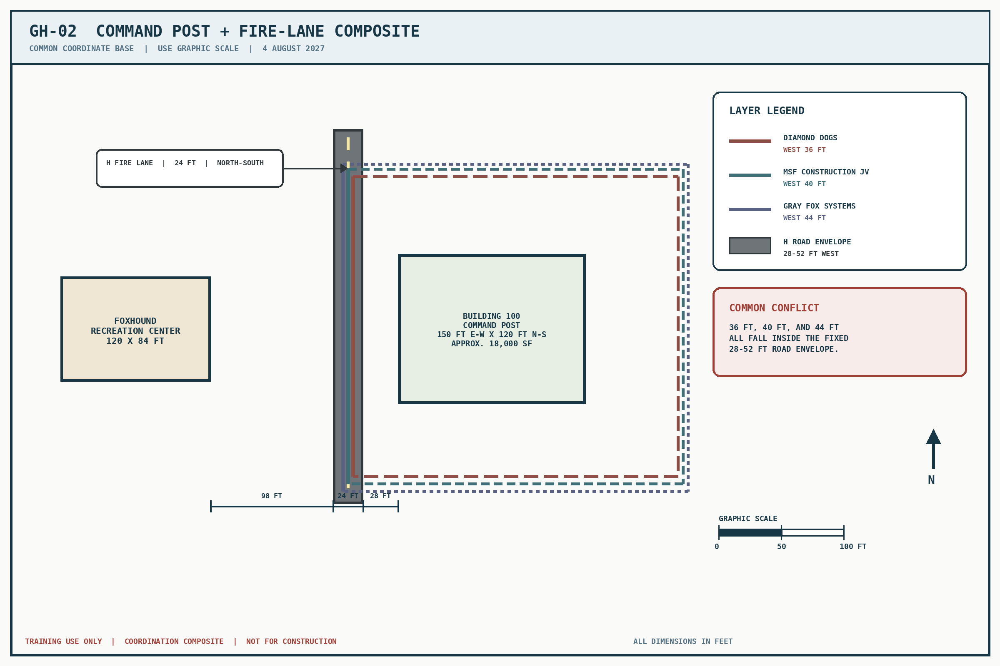 GH-02  COMMAND POST + FIRE-LANE COMPOSITE
COMMON COORDINATE BASE  |  USE GRAPHIC SCALE  |  4 AUGUST 2027
LAYER LEGEND
DIAMOND DOGS
WEST 36 FT
MSF CONSTRUCTION JV
WEST 40 FT
GRAY FOX SYSTEMS
WEST 44 FT
H ROAD ENVELOPE
28-52 FT WEST
H FIRE LANE  |  24 FT  |  NORTH-SOUTH
FOXHOUND
RECREATION CENTER
120 X 84 FT
BUILDING 100
COMMAND POST
150 FT E-W X 120 FT N-S
APPROX. 18,000 SF
COMMON CONFLICT
36 FT, 40 FT, AND 44 FT
ALL FALL INSIDE THE FIXED
28-52 FT ROAD ENVELOPE.
N
98 FT
24 FT
28 FT
GRAPHIC SCALE
0
50
100 FT
TRAINING USE ONLY  |  COORDINATION COMPOSITE  |  NOT FOR CONSTRUCTION
ALL DIMENSIONS IN FEET